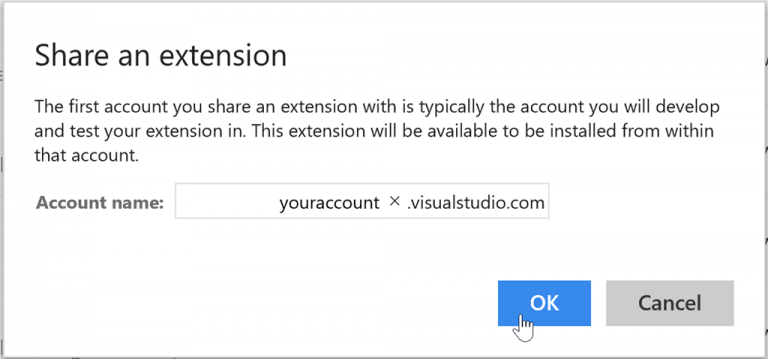 Share an extension
The first account you share an extension with is typically the account you will develop
and test your extension in. This extension will be available to be installed from within
that account.
Account name: youraccount × .visualstudio.com
OK Cancel